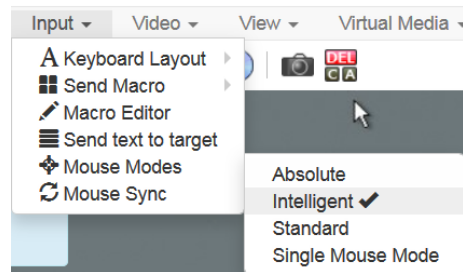 Input Video View Virtual Media
A Keyboard Layout
Send Macro
DEL
C A
Macro Editor
Send text to target
Mouse Modes
Mouse Sync
Absolute
Intelligent
Standard
Single Mouse Mode